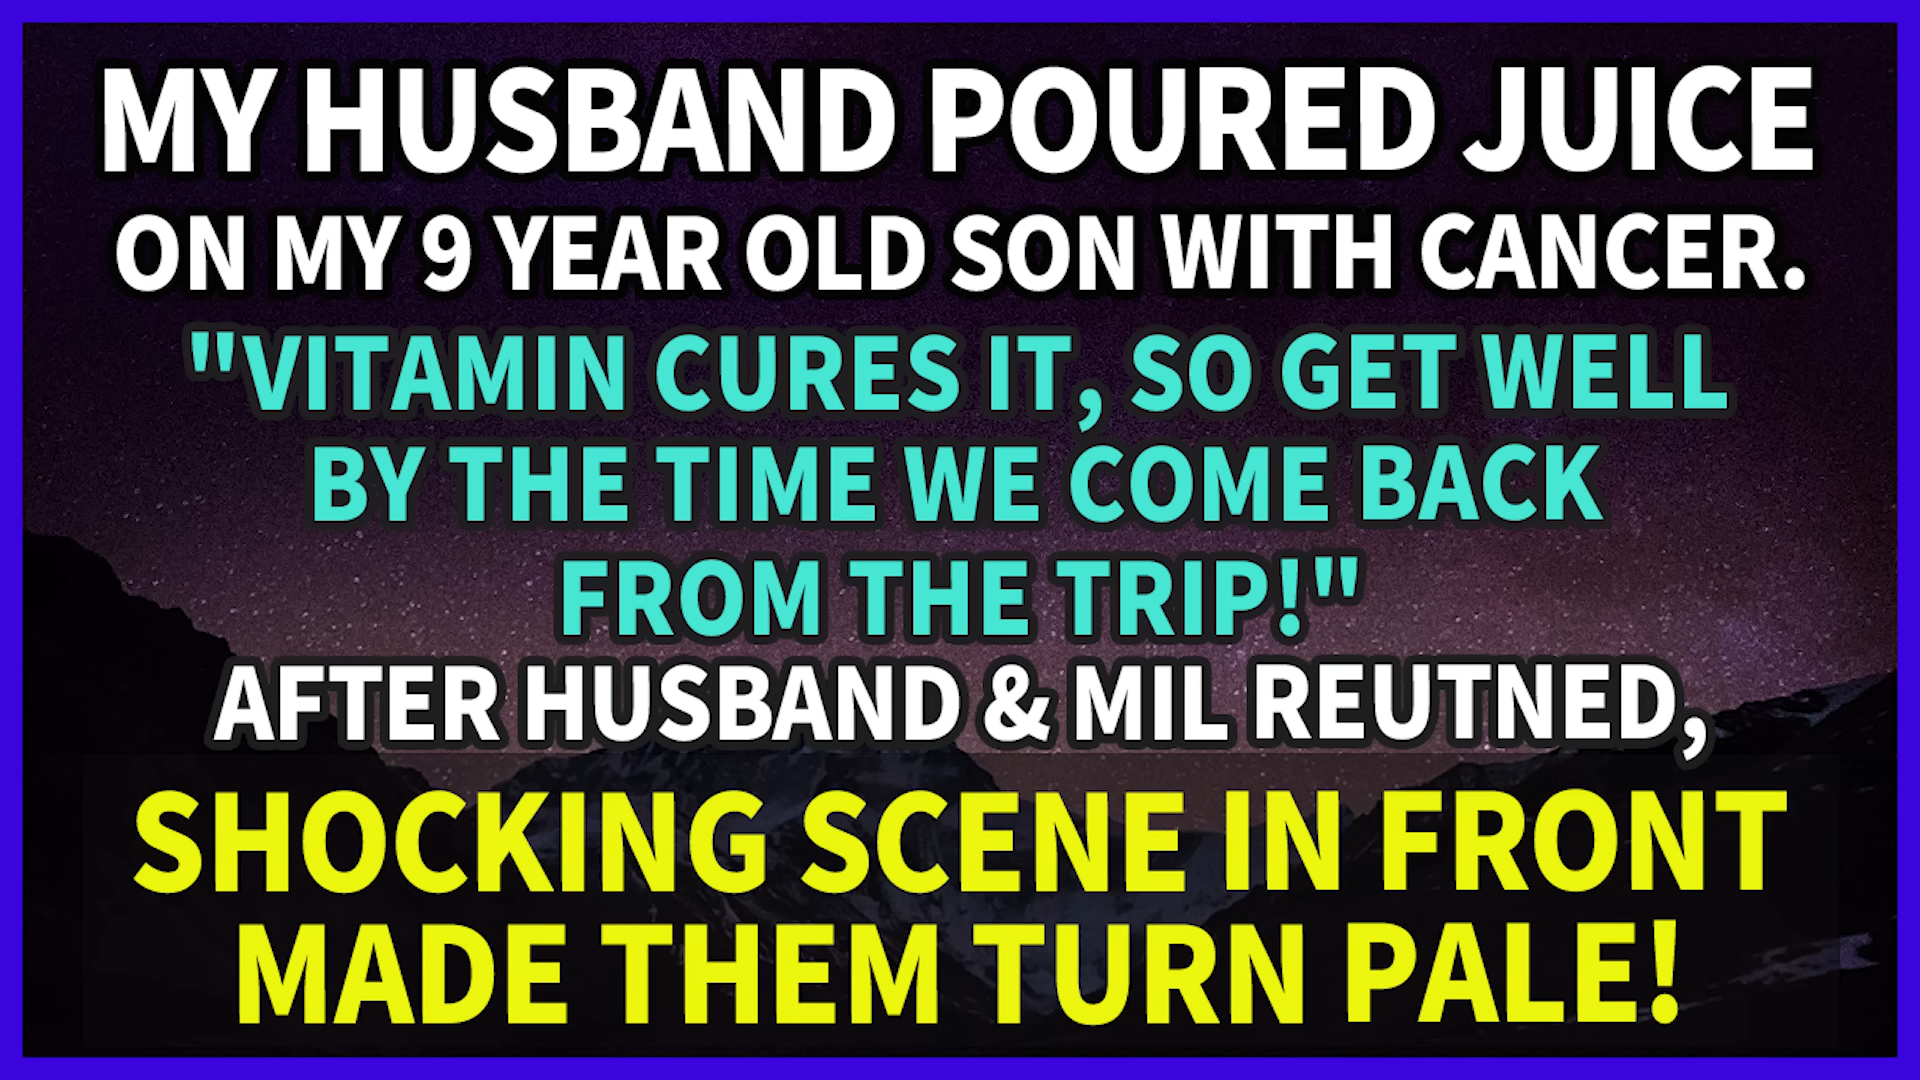 MY HUSBAND POURED JUICE
ON MY 9 YEAR OLD SON WITH CANCER.
"VITAMIN CURES IT, SO GET WELL
BY THE TIME WE COME BACK
FROM THE TRIP!"
AFTER HUSBAND & MIL REUTNED,
SHOCKING SCENE IN FRONT
MADE THEM TURN PALE!